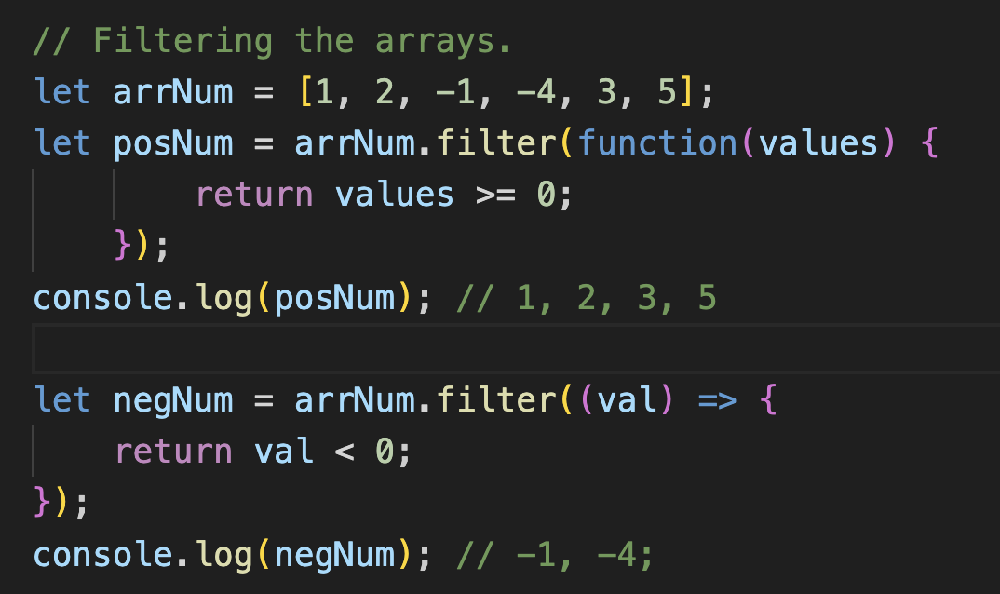 // Filtering the arrays.
let arrNum = [1, 2, -1, -4, 3, 5];
let posNum = arrNum.filter(function(values) {
        return values >= 0;
    });
console.log(posNum); // 1, 2, 3, 5

let negNum = arrNum.filter((val) => {
    return val < 0;
});
console.log(negNum); // -1, -4;